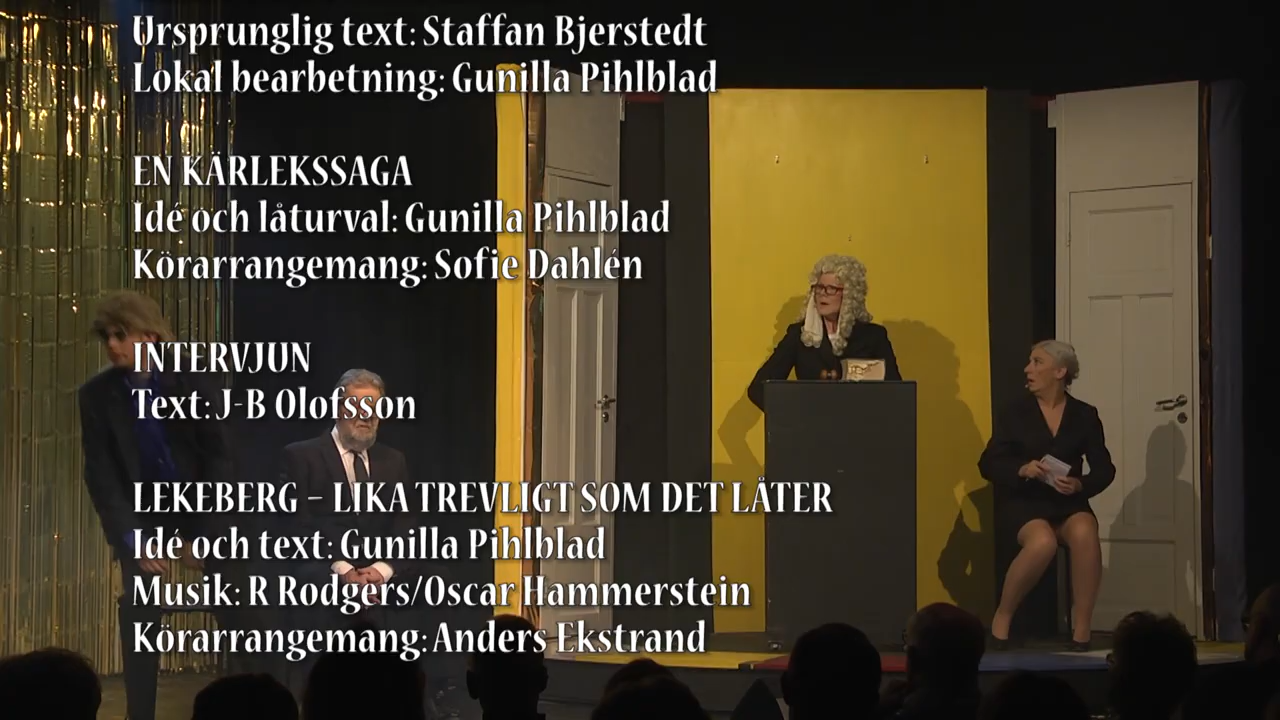 Ursprunglig text: Staffan Bjerstedt
Lokal bearbetning: Gunilla Pihlblad
EN KÄRLEKSSAGA
Idé och låturval: Gunilla Pihlblad
Körarrangemang: Sofie Dahlén
INTERVJUN
Text: J-B Olofsson
LEKEBERG – LIKA TREVLIGT SOM DET LÅTER
Idé och text: Gunilla Pihlblad
Musik: R Rodgers/Oscar Hammerstein
Körarrangemang: Anders Ekstrand